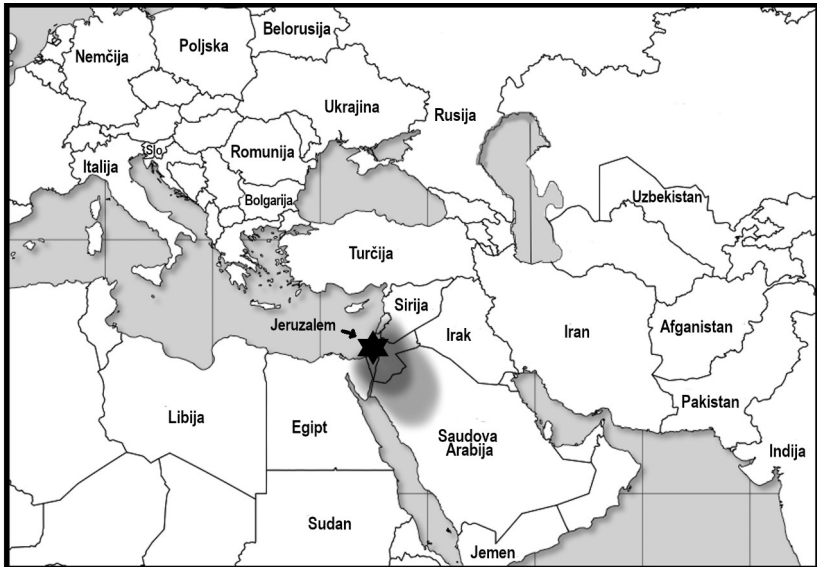 Belorusija
Poljska
Nemčija
Ukrajina
Rusija
Slo
Romunija
Italija
Uzbekistan
Bolgarija
Turčija
Sirija
Jeruzalem
Irak
Iran
Afganistan
Pakistan
Libija
Egipt
Saudova
Arabija
Indija
Sudan
Jemen